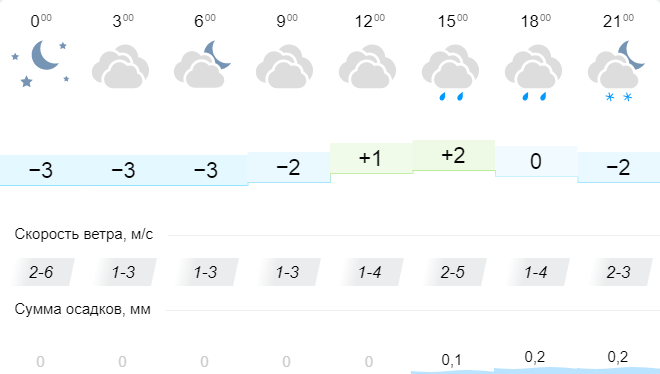 0⁰⁰ 3⁰⁰ 6⁰⁰ 9⁰⁰ 12⁰⁰ 15⁰⁰ 18⁰⁰ 21⁰⁰
−3 −3 −3 −2 +1 +2 0 −2
Скорость ветра, м/с
2-6 1-3 1-3 1-3 1-4 2-5 1-4 2-3
Сумма осадков, мм
0 0 0 0 0 0,1 0,2 0,2